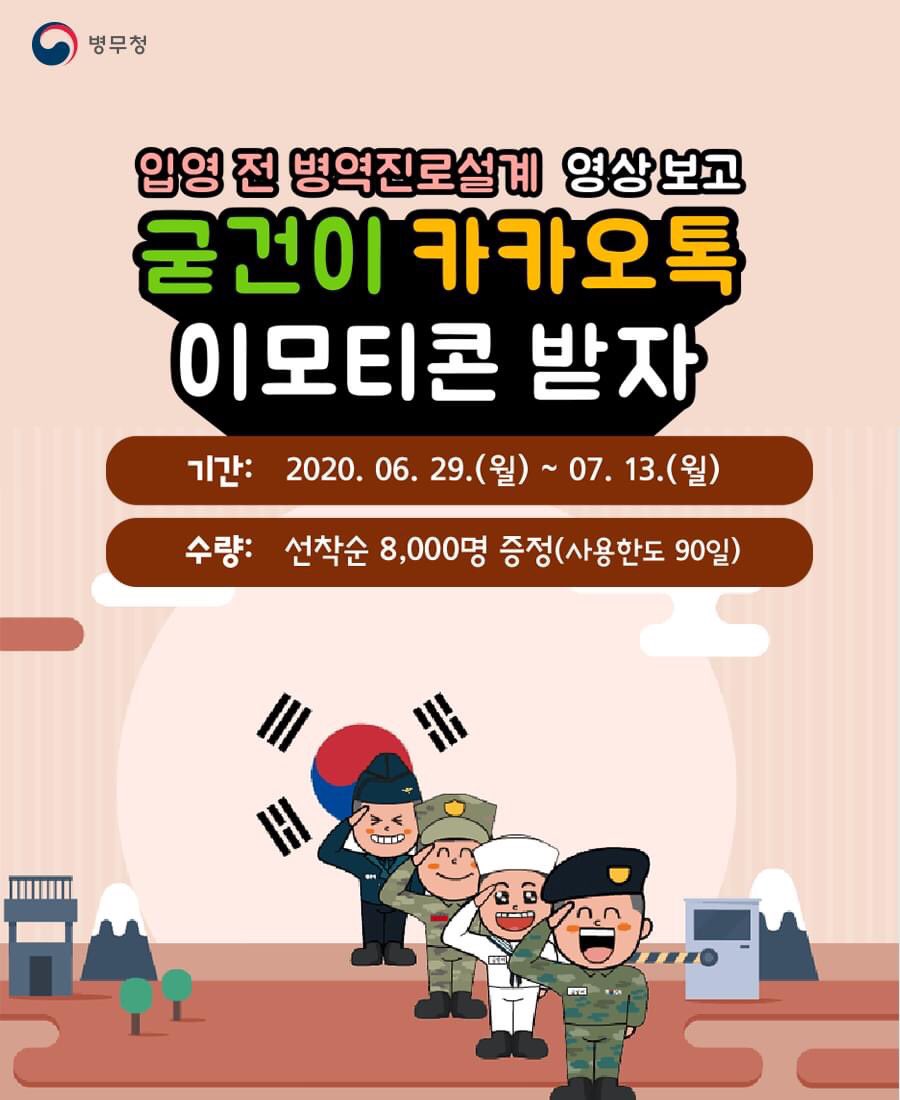 병무청
입영 전 병역진로설계 영상 보고
굳건이 카카오톡
이모티콘 받자
기간: 2020. 06. 29.(월) ~ 07. 13.(월)
수량: 선착순 8,000명 증정(사용한도 90일)